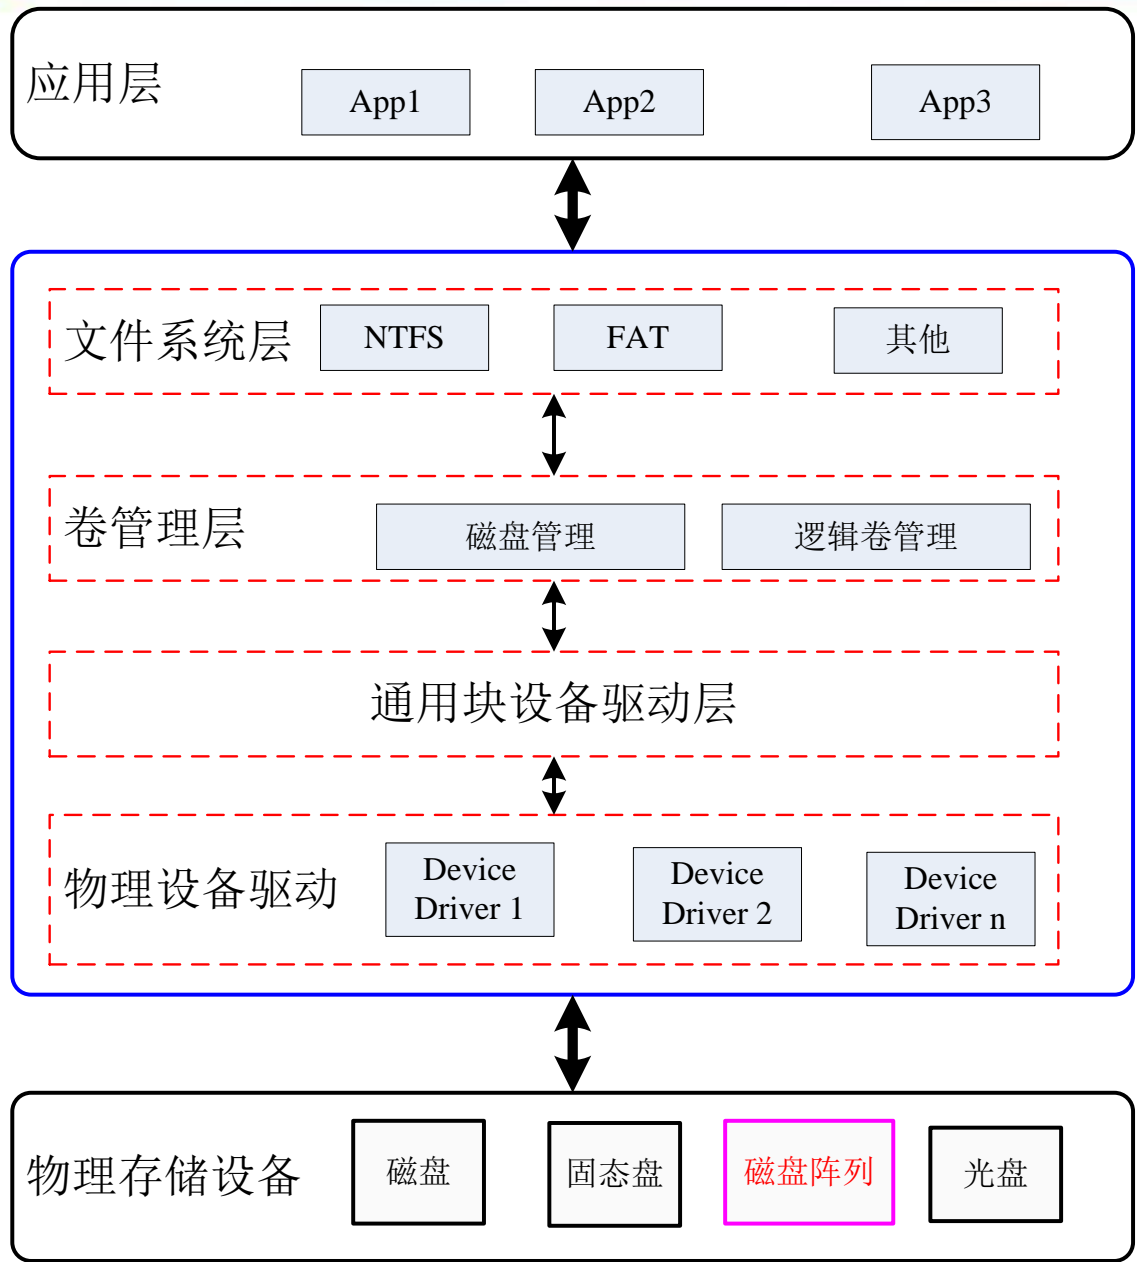 应用层
App1
App2
App3
文件系统层
NTFS
FAT
其他
卷管理层
磁盘管理
逻辑卷管理
通用块设备驱动层
物理设备驱动
Device
Driver 1
Device
Driver 2
Device
Driver n
物理存储设备
磁盘
固态盘
磁盘阵列
光盘